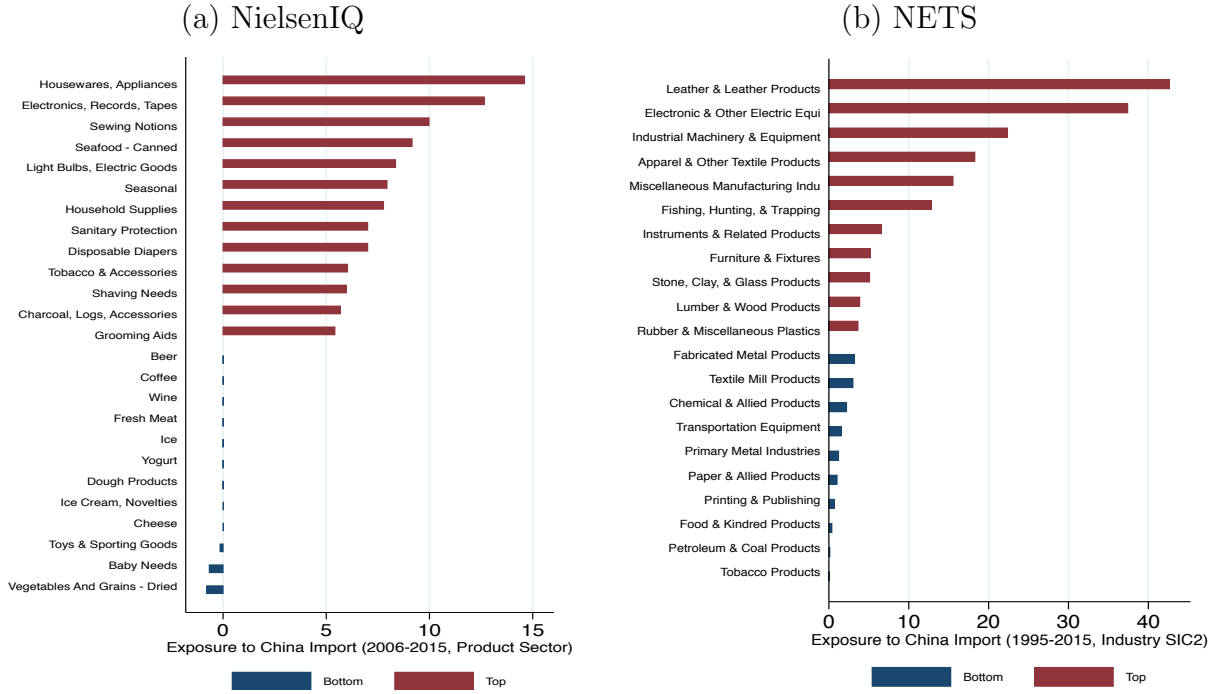 (a) NielsenIQ
Housewares, Appliances
Electronics, Records, Tapes
Sewing Notions
Seafood - Canned
Light Bulbs, Electric Goods
Seasonal
Household Supplies
Sanitary Protection
Disposable Diapers
Tobacco & Accessories
Shaving Needs
Charcoal, Logs, Accessories
Grooming Aids
Beer
Coffee
Wine
Fresh Meat
Ice
Yogurt
Dough Products
Ice Cream, Novelties
Cheese
Toys & Sporting Goods
Baby Needs
Vegetables And Grains - Dried
0 5 10 15
Exposure to China Import (2006-2015, Product Sector)
Bottom Top
(b) NETS
Leather & Leather Products
Electronic & Other Electric Equi
Industrial Machinery & Equipment
Apparel & Other Textile Products
Miscellaneous Manufacturing Indu
Fishing, Hunting, & Trapping
Instruments & Related Products
Furniture & Fixtures
Stone, Clay, & Glass Products
Lumber & Wood Products
Rubber & Miscellaneous Plastics
Fabricated Metal Products
Textile Mill Products
Chemical & Allied Products
Transportation Equipment
Primary Metal Industries
Paper & Allied Products
Printing & Publishing
Food & Kindred Products
Petroleum & Coal Products
Tobacco Products
0 10 20 30 40
Exposure to China Import (1995-2015, Industry SIC2)
Bottom Top